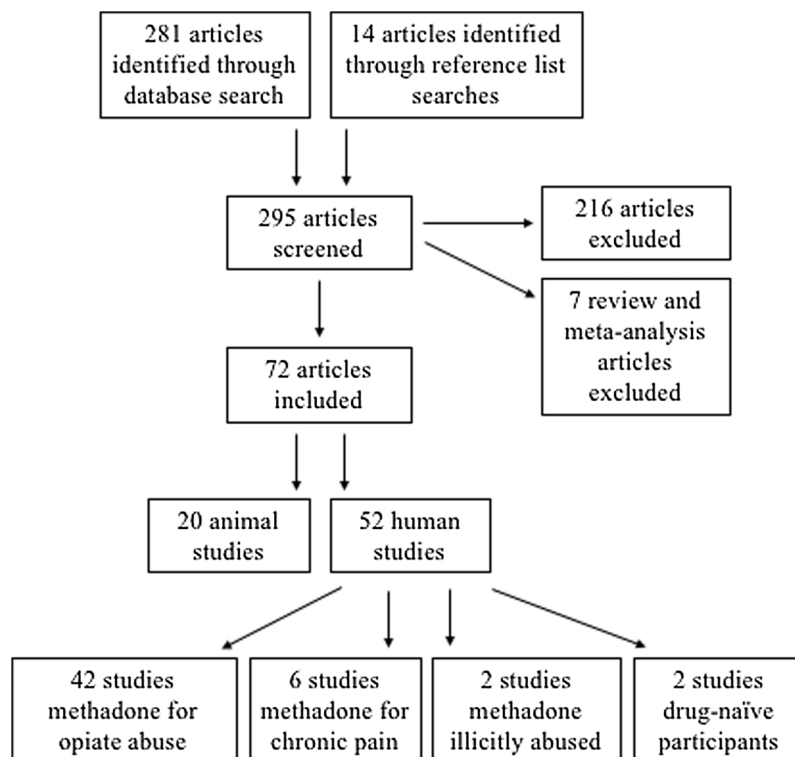 281 articles
identified through
database search
14 articles identified
through reference list
searches
295 articles
screened
216 articles
excluded
7 review and
meta-analysis
articles
excluded
72 articles
included
20 animal
studies
52 human
studies
42 studies
methadone for
opiate abuse
6 studies
methadone for
chronic pain
2 studies
methadone
illicitly abused
2 studies
drug-naïve
participants